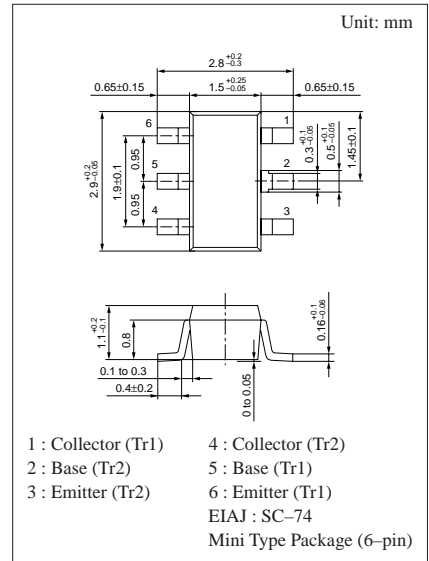 Unit: mm
2.8 +0.2 −0.3
0.65±0.15 1.5 +0.25 −0.05 0.65±0.15
6 1
5 2
4 3
2.9 +0.2 −0.05
1.9±0.1
0.95
0.95
0.3 +0.1 −0.05
0.5 +0.1 −0.05
1.45±0.1
1.1 +0.2 −0.1
0.8
0.16 +0.1 −0.06
0.1 to 0.3
0.4±0.2
0 to 0.05
1 : Collector (Tr1) 4 : Collector (Tr2)
2 : Base (Tr2) 5 : Base (Tr1)
3 : Emitter (Tr2) 6 : Emitter (Tr1)
EIAJ : SC–74
Mini Type Package (6–pin)